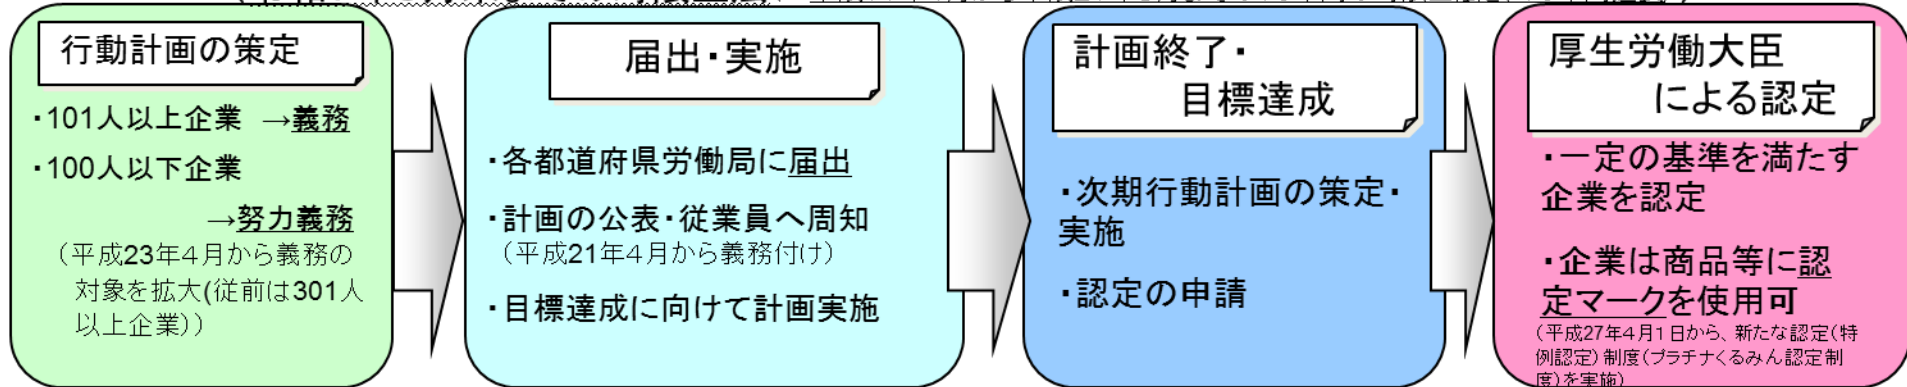 行動計画の策定
・101人以上企業 →義務
・100人以下企業
→努力義務
(平成23年4月から義務の
対象を拡大(従前は301人
以上企業))
届出・実施
・各都道府県労働局に届出
・計画の公表・従業員へ周知
(平成21年4月から義務付け)
・目標達成に向けて計画実施
計画終了・
目標達成
・次期行動計画の策定・
実施
・認定の申請
厚生労働大臣
による認定
・一定の基準を満たす
企業を認定
・企業は商品等に認
定マークを使用可
(平成27年4月1日から、新たな認定(特
例認定)制度(プラチナくるみん認定制
度)を実施)